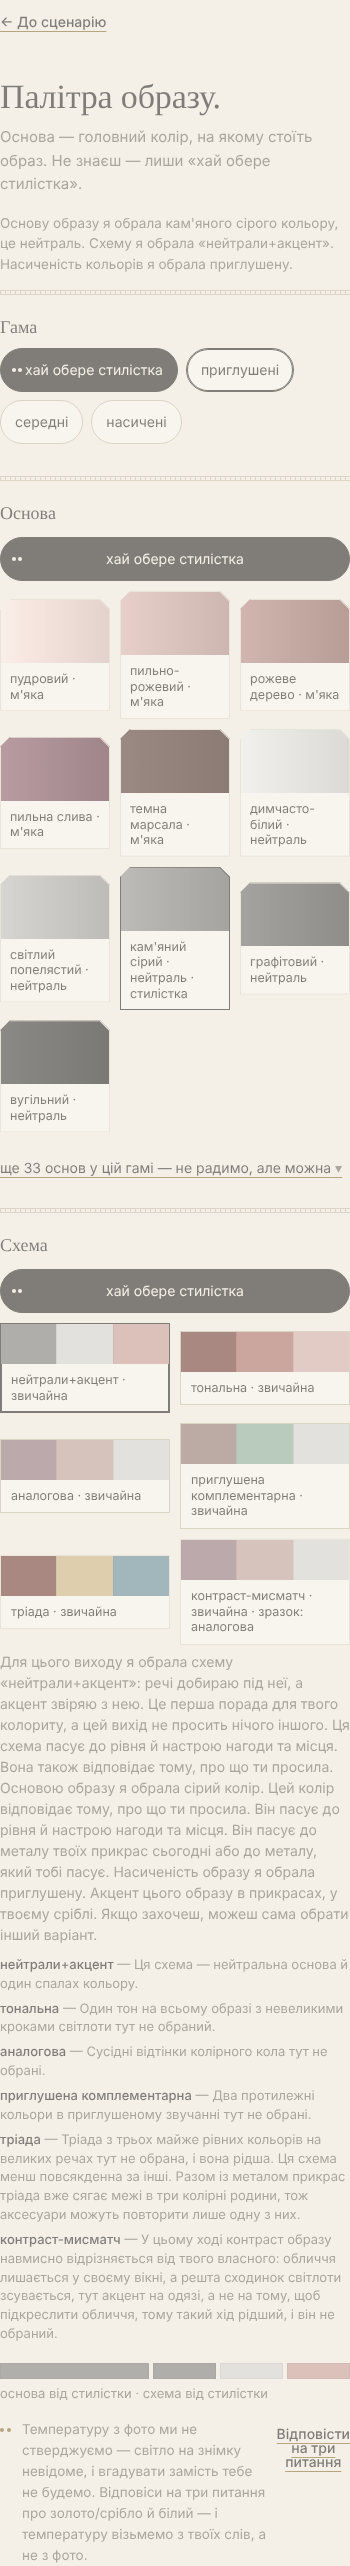 ← До сценарію
Палітра образу.
Основа — головний колір, на якому стоїть
образ. Не знаєш — лиши «хай обере
стилістка».
Основу образу я обрала кам'яного сірого кольору,
це нейтраль. Схему я обрала «нейтрали+акцент».
Насиченість кольорів я обрала приглушену.
Гама
хай обере стилістка
приглушені
середні
насичені
Основа
хай обере стилістка
пудровий ·
м'яка
пильно-
рожевий ·
м'яка
рожеве
дерево · м'яка
пильна слива ·
м'яка
темна
марсала ·
м'яка
димчасто-
білий ·
нейтраль
світлий
попелястий ·
нейтраль
кам'яний
сірий ·
нейтраль ·
стилістка
графітовий ·
нейтраль
вугільний ·
нейтраль
ще 33 основ у цій гамі — не радимо, але можна ▾
Схема
хай обере стилістка
нейтрали+акцент ·
звичайна
тональна · звичайна
аналогова · звичайна
приглушена
комплементарна ·
звичайна
тріада · звичайна
контраст-мисматч ·
звичайна · зразок:
аналогова
Для цього виходу я обрала схему
«нейтрали+акцент»: речі добираю під неї, а
акцент звіряю з нею. Це перша порада для твого
колориту, а цей вихід не просить нічого іншого. Ця
схема пасує до рівня й настрою нагоди та місця.
Вона також відповідає тому, про що ти просила.
Основою образу я обрала сірий колір. Цей колір
відповідає тому, про що ти просила. Він пасує до
рівня й настрою нагоди та місця. Він пасує до
металу твоїх прикрас сьогодні або до металу,
який тобі пасує. Насиченість образу я обрала
приглушену. Акцент цього образу в прикрасах, у
твоєму сріблі. Якщо захочеш, можеш сама обрати
інший варіант.
нейтрали+акцент — Ця схема — нейтральна основа й
один спалах кольору.
тональна — Один тон на всьому образі з невеликими
кроками світлоти тут не обраний.
аналогова — Сусідні відтінки колірного кола тут не
обрані.
приглушена комплементарна — Два протилежні
кольори в приглушеному звучанні тут не обрані.
тріада — Тріада з трьох майже рівних кольорів на
великих речах тут не обрана, і вона рідша. Ця схема
менш повсякденна за інші. Разом із металом прикрас
тріада вже сягає межі в три колірні родини, тож
аксесуари можуть повторити лише одну з них.
контраст-мисматч — У цьому ході контраст образу
навмисно відрізняється від твого власного: обличчя
лишається у своєму вікні, а решта сходинок світлоти
зсувається, тут акцент на одязі, а не на тому, щоб
підкреслити обличчя, тому такий хід рідший, і він не
обраний.
основа від стилістки · схема від стилістки
Температуру з фото ми не
стверджуємо — світло на знімку
невідоме, і вгадувати замість тебе
не будемо. Відповіси на три питання
про золото/срібло й білий — і
температуру візьмемо з твоїх слів, а
не з фото.
Відповісти
на три
питання